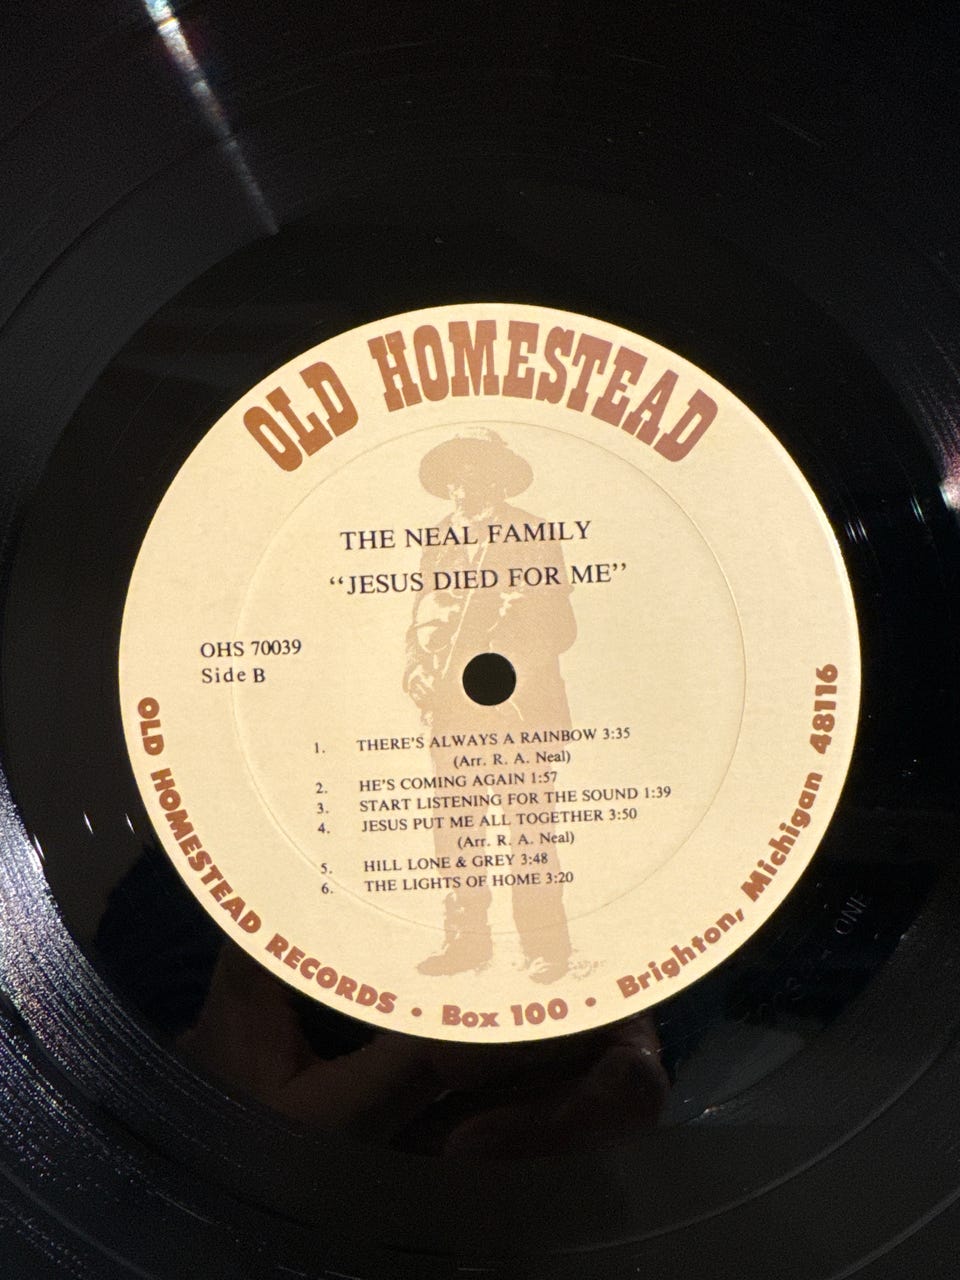 OLD HOMESTEAD
THE NEAL FAMILY
“JESUS DIED FOR ME”
OHS 70039
Side B
1. THERE'S ALWAYS A RAINBOW 3:35
(Arr. R. A. Neal)
2. HE'S COMING AGAIN 1:57
3. START LISTENING FOR THE SOUND 1:39
4. JESUS PUT ME ALL TOGETHER 3:50
(Arr. R. A. Neal)
5. HILL LONE & GREY 3:48
6. THE LIGHTS OF HOME 3:20
OLD HOMESTEAD RECORDS • Box 100 • Brighton, Michigan 48116
ONE